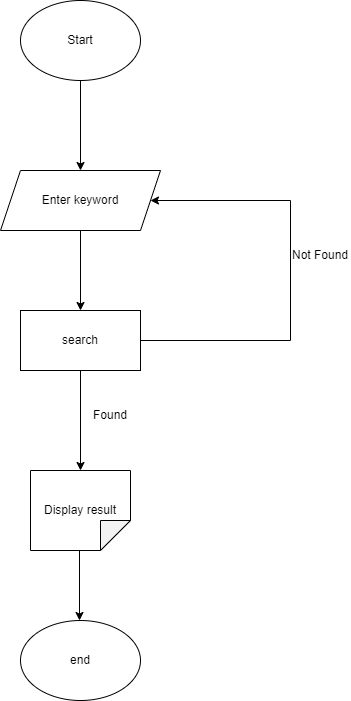 Start
Enter keyword
Not Found
search
Found
Display result
end